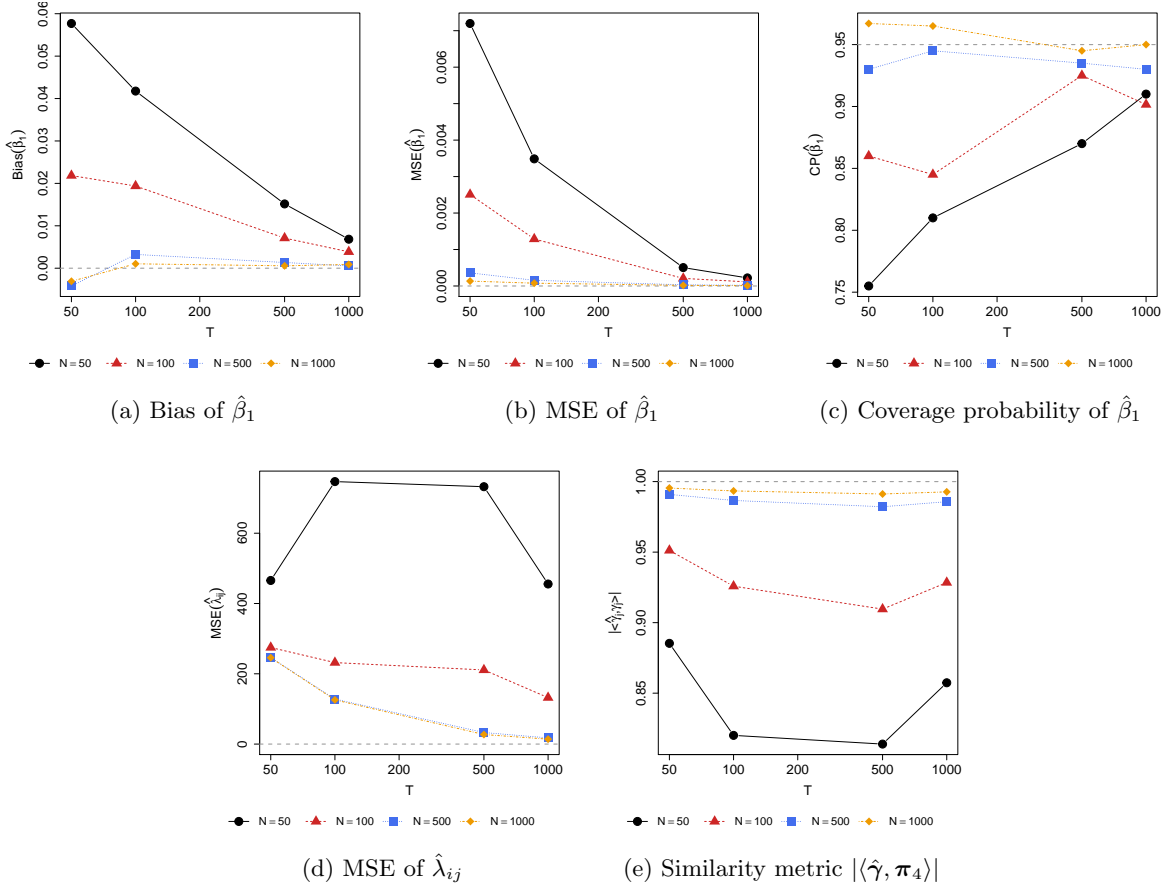 0.06
0.05
0.04
0.03
0.02
0.01
0.00
Bias(β̂₁)
50 100 200 500 1000
T
N = 50 N = 100 N = 500 N = 1000
(a) Bias of β̂₁
0.006
0.004
0.002
0.000
MSE(β̂₁)
50 100 200 500 1000
T
N = 50 N = 100 N = 500 N = 1000
(b) MSE of β̂₁
0.95
0.90
0.85
0.80
0.75
CP(β̂₁)
50 100 200 500 1000
T
N = 50 N = 100 N = 500 N = 1000
(c) Coverage probability of β̂₁
600
400
200
0
MSE(λ̂ᵢⱼ)
50 100 200 500 1000
T
N = 50 N = 100 N = 500 N = 1000
(d) MSE of λ̂ᵢⱼ
1.00
0.95
0.90
0.85
|<γ̂ⱼ,γⱼ>|
50 100 200 500 1000
T
N = 50 N = 100 N = 500 N = 1000
(e) Similarity metric |⟨γ̂, π₄⟩|